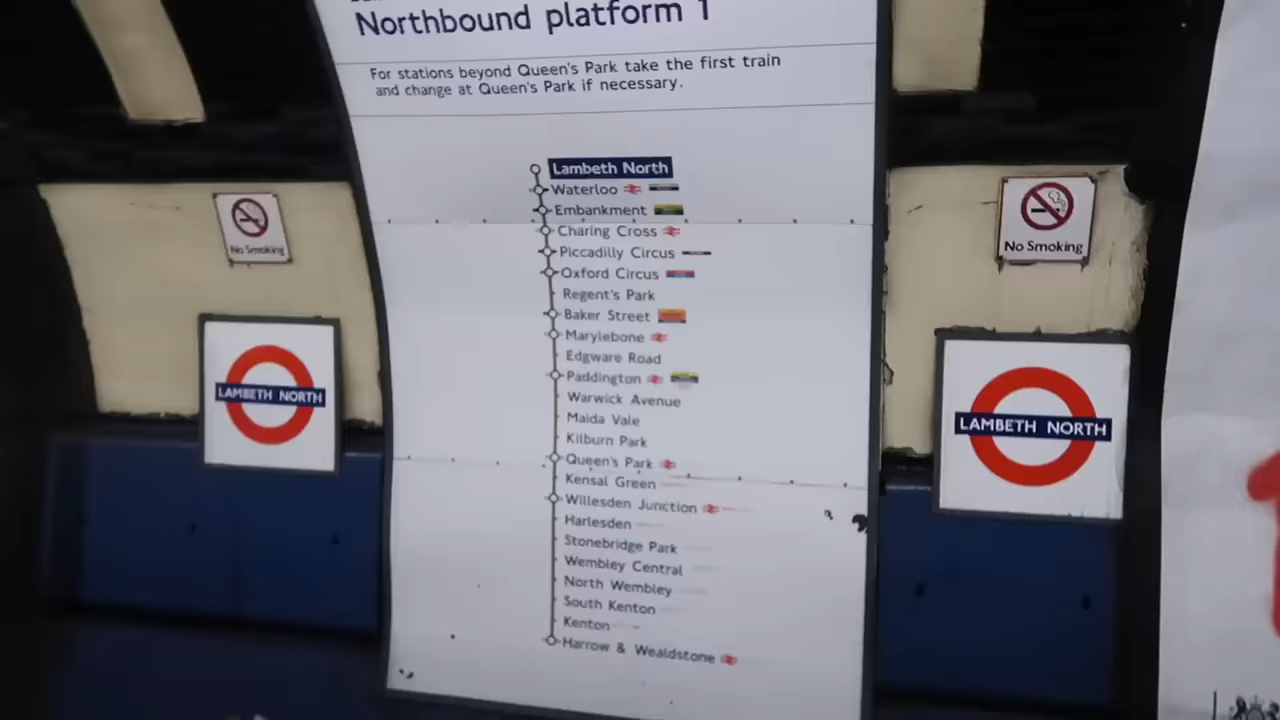 Northbound platform 1
For stations beyond Queen's Park take the first train
and change at Queen's Park if necessary.
Lambeth North
Waterloo
Embankment
Charing Cross
Piccadilly Circus
Oxford Circus
Regent's Park
Baker Street
Marylebone
Edgware Road
Paddington
Warwick Avenue
Maida Vale
Kilburn Park
Queen's Park
Kensal Green
Willesden Junction
Harlesden
Stonebridge Park
Wembley Central
North Wembley
South Kenton
Kenton
Harrow & Wealdstone
No Smoking
LAMBETH NORTH
No Smoking
LAMBETH NORTH